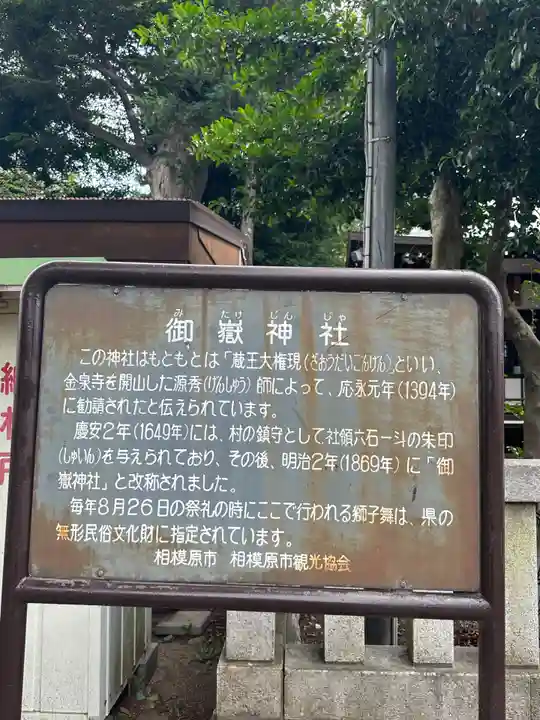 み たけ じん じゃ
御嶽神社
この神社はもともとは「蔵王大権現(ざおうだいごんげん)」といい、
金泉寺を開山した源秀(げんしゅう)師によって、応永元年(1394年)
に勧請されたと伝えられています。
慶安2年(1649年)には、村の鎮守として社領六石一斗の朱印
(しゅいん)を与えられており、その後、明治2年(1869年)に「御
嶽神社」と改称されました。
毎年8月26日の祭礼の時にここで行われる獅子舞は、県の
無形民俗文化財に指定されています。
相模原市 相模原市観光協会